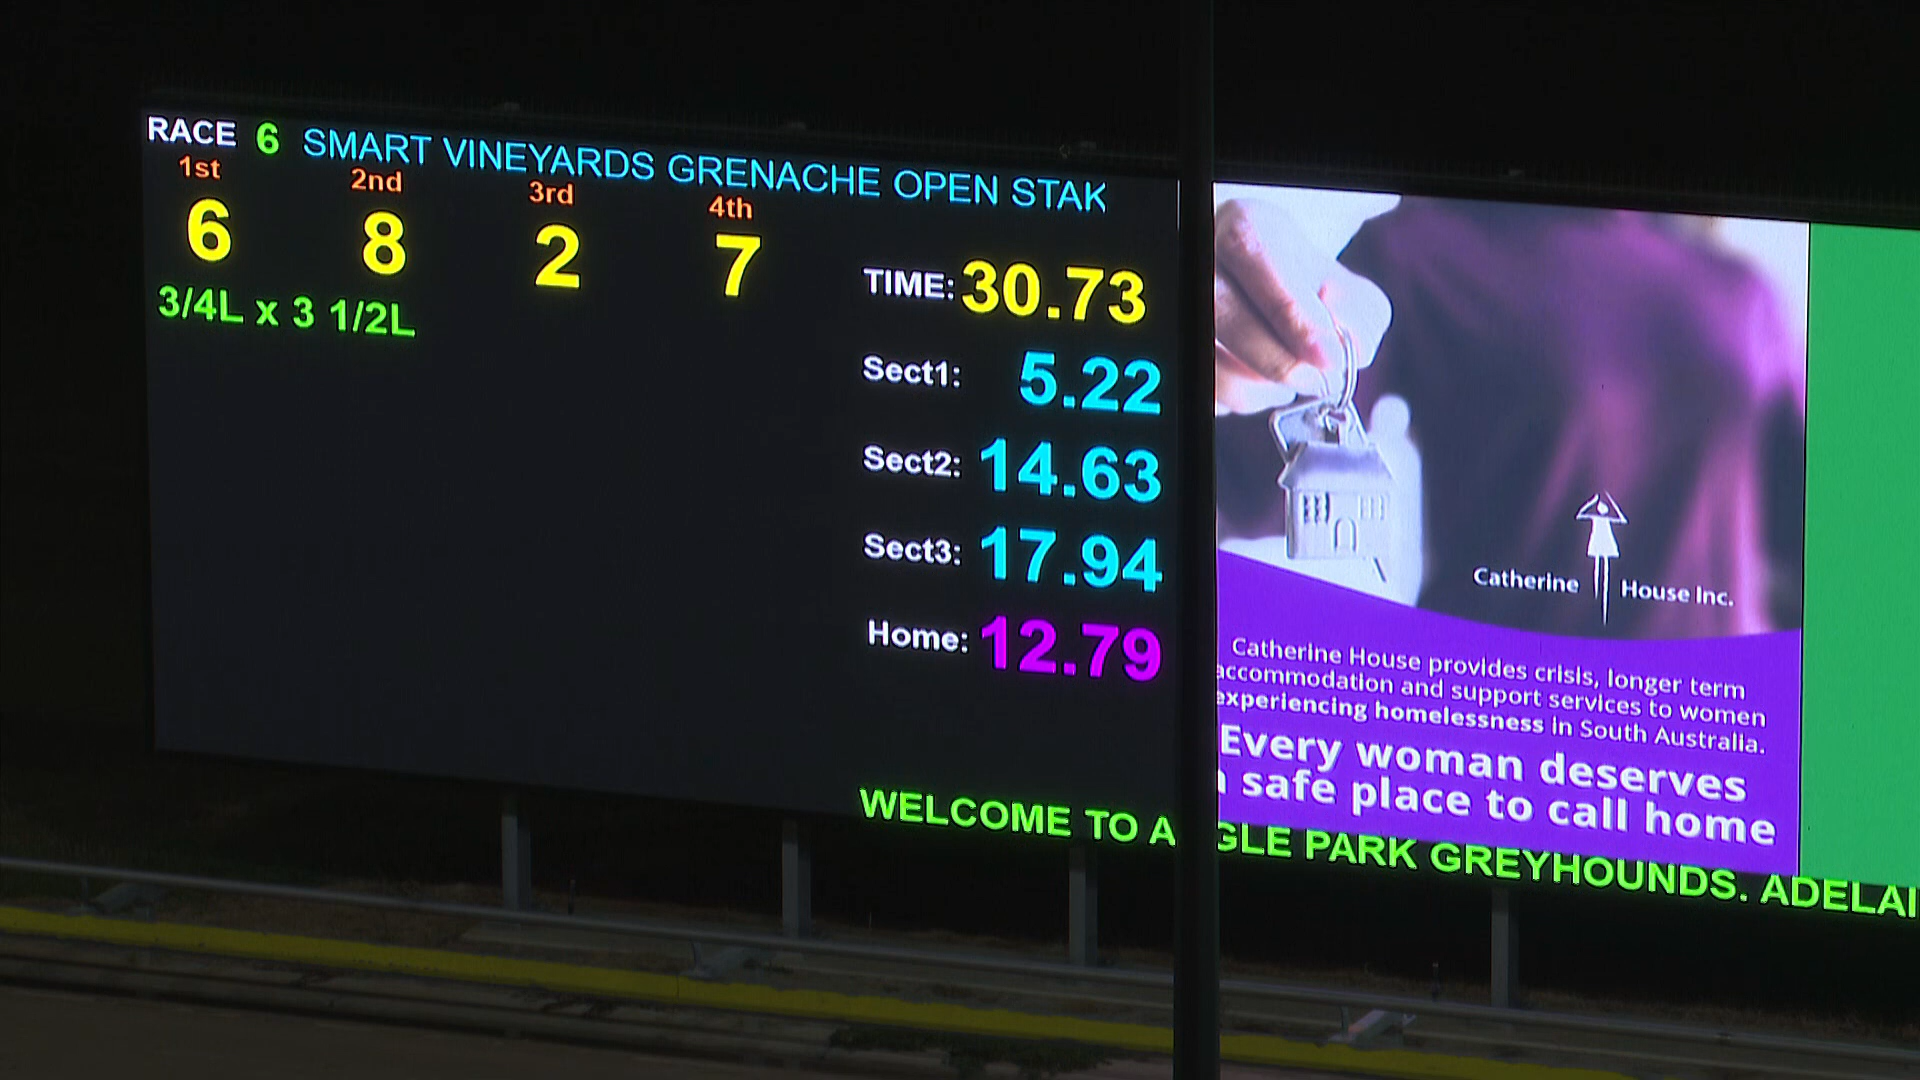 RACE 6 SMART VINEYARDS GRENACHE OPEN STAK
1st 2nd 3rd 4th
6 8 2 7
3/4L x 3 1/2L
TIME: 30.73
Sect1: 5.22
Sect2: 14.63
Sect3: 17.94
Home: 12.79
Catherine House Inc.
Catherine House provides crisis, longer term
accommodation and support services to women
experiencing homelessness in South Australia.
Every woman deserves
a safe place to call home
WELCOME TO A GLE PARK GREYHOUNDS. ADELAI